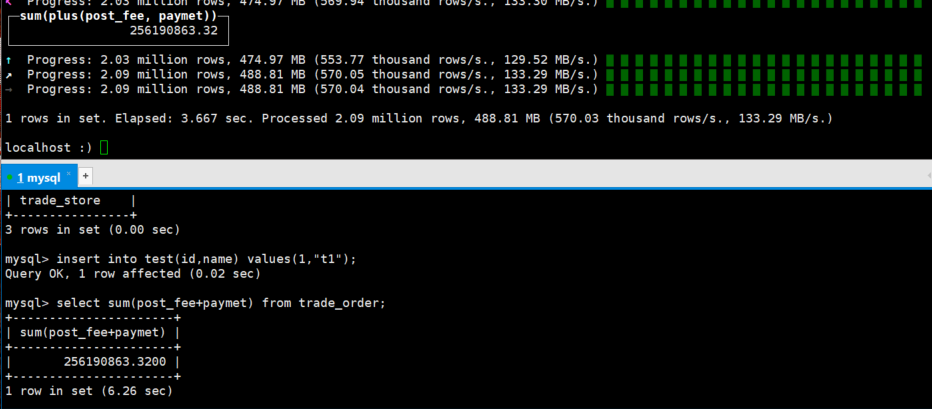 Progress: 2.03 million rows, 474.97 MB (569.94 thousand rows/s., 133.30 MB/s.)
sum(plus(post_fee, paymet))
256190863.32
↑ Progress: 2.03 million rows, 474.97 MB (553.77 thousand rows/s., 129.52 MB/s.)
↗ Progress: 2.09 million rows, 488.81 MB (570.05 thousand rows/s., 133.29 MB/s.)
→ Progress: 2.09 million rows, 488.81 MB (570.04 thousand rows/s., 133.29 MB/s.)
1 rows in set. Elapsed: 3.667 sec. Processed 2.09 million rows, 488.81 MB (570.03 thousand rows/s., 133.29 MB/s.)
localhost :)
1 mysql +
| trade_store    |
+----------------+
3 rows in set (0.00 sec)
mysql> insert into test(id,name) values(1,"t1");
Query OK, 1 row affected (0.02 sec)
mysql> select sum(post_fee+paymet) from trade_order;
+----------------------+
| sum(post_fee+paymet) |
+----------------------+
|       256190863.3200 |
+----------------------+
1 row in set (6.26 sec)